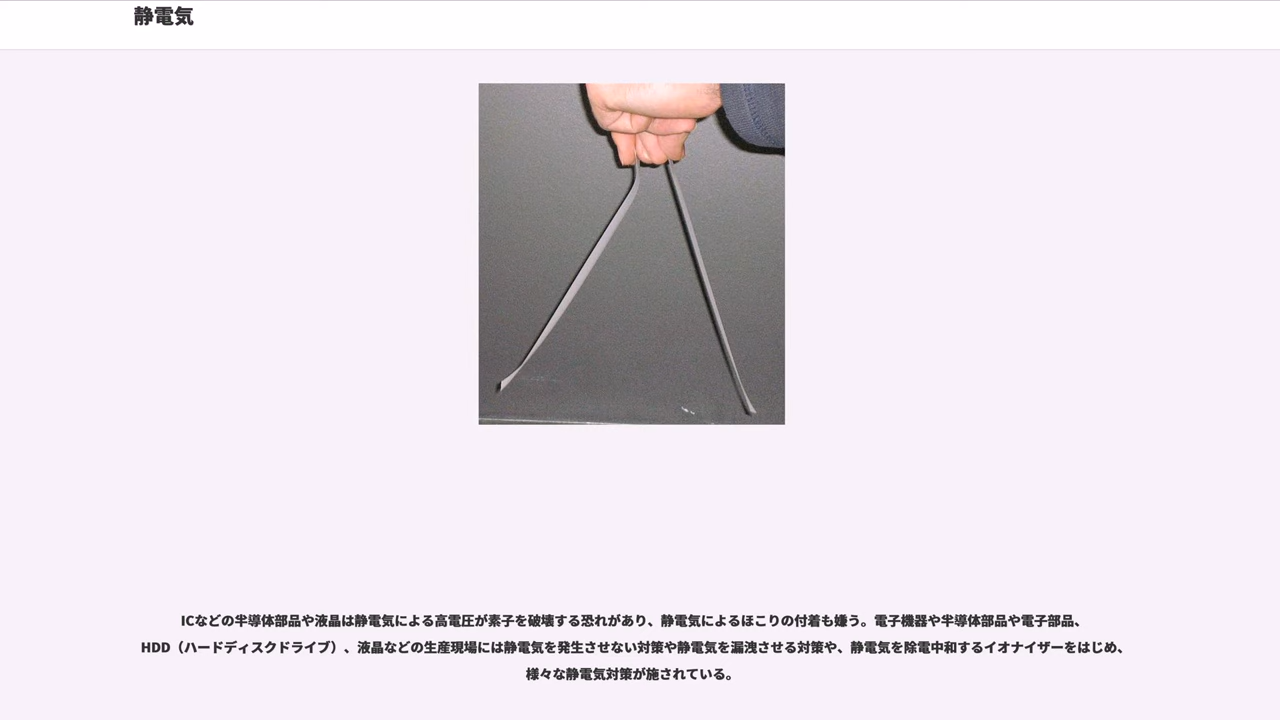 静電気
ICなどの半導体部品や液晶は静電気による高電圧が素子を破壊する恐れがあり、静電気によるほこりの付着も嫌う。電子機器や半導体部品や電子部品、
HDD（ハードディスクドライブ）、液晶などの生産現場には静電気を発生させない対策や静電気を漏洩させる対策や、静電気を除電中和するイオナイザーをはじめ、
様々な静電気対策が施されている。